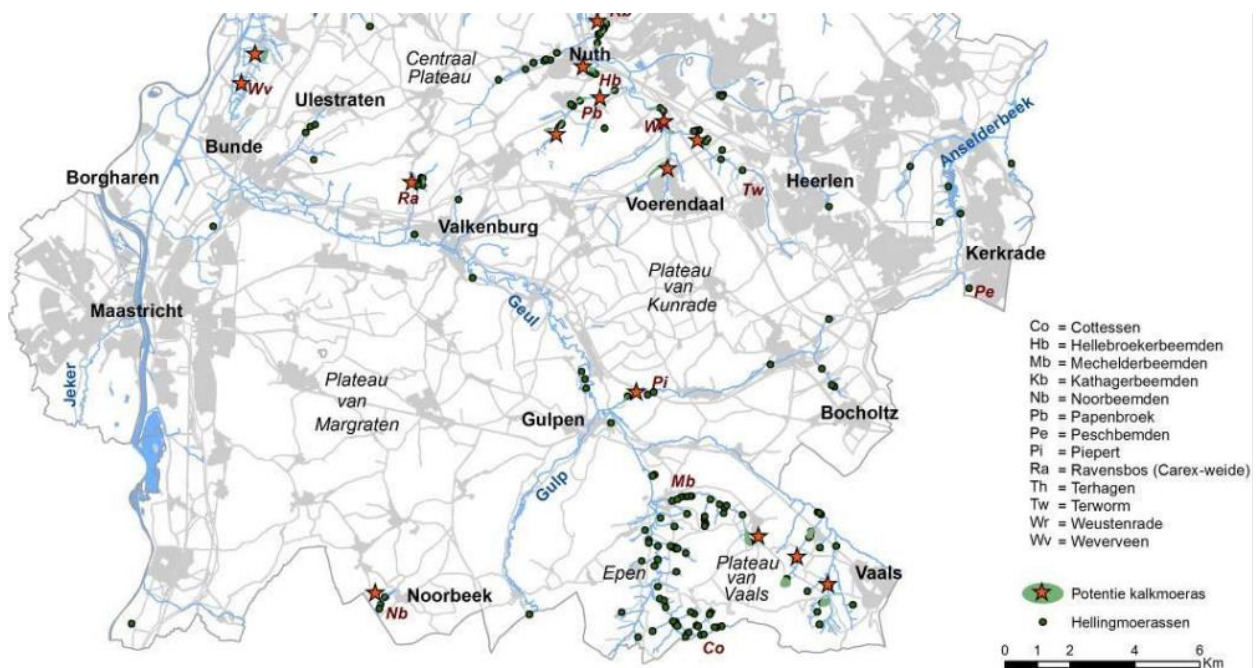 Kb
Nuth
Centraal
Plateau
Hb
Wv
Ulestraten
Pb
Anselderbeek
Bunde
Borgharen
Ra
Tw
Heerlen
Voerendaal
Valkenburg
Kerkrade
Plateau
van
Kunrade
Pe
Maastricht
Geul
Jeker
Plateau
van
Margraten
Pi
Gulpen
Bocholtz
Gulp
Mb
Epen
Plateau
van
Vaals
Vaals
Noorbeek
Nb
Co
Co = Cottessen
Hb = Hellebroekerbeemden
Mb = Mechelderbeemden
Kb = Kathagerbeemden
Nb = Noorbeemden
Pb = Papenbroek
Pe = Peschbemden
Pi = Piepert
Ra = Ravensbos (Carex-weide)
Th = Terhagen
Tw = Terworm
Wr = Weustenrade
Wv = Weverveen
Potentie kalkmoeras
Hellingmoerassen
0 1 2 4 6
Km